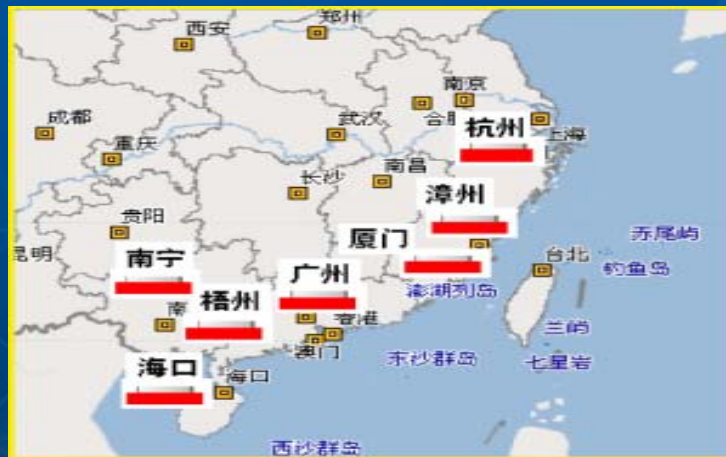 郑州
西安
南京
成都
合肥
武汉
杭州
上海
重庆
南昌
长沙
漳州
贵阳
厦门
赤尾屿
昆明
南宁
台北
钓鱼岛
广州
澎湖列岛
梧州
南
香港
兰屿
澳门
东沙群岛
七星岩
海口
海口
西沙群岛